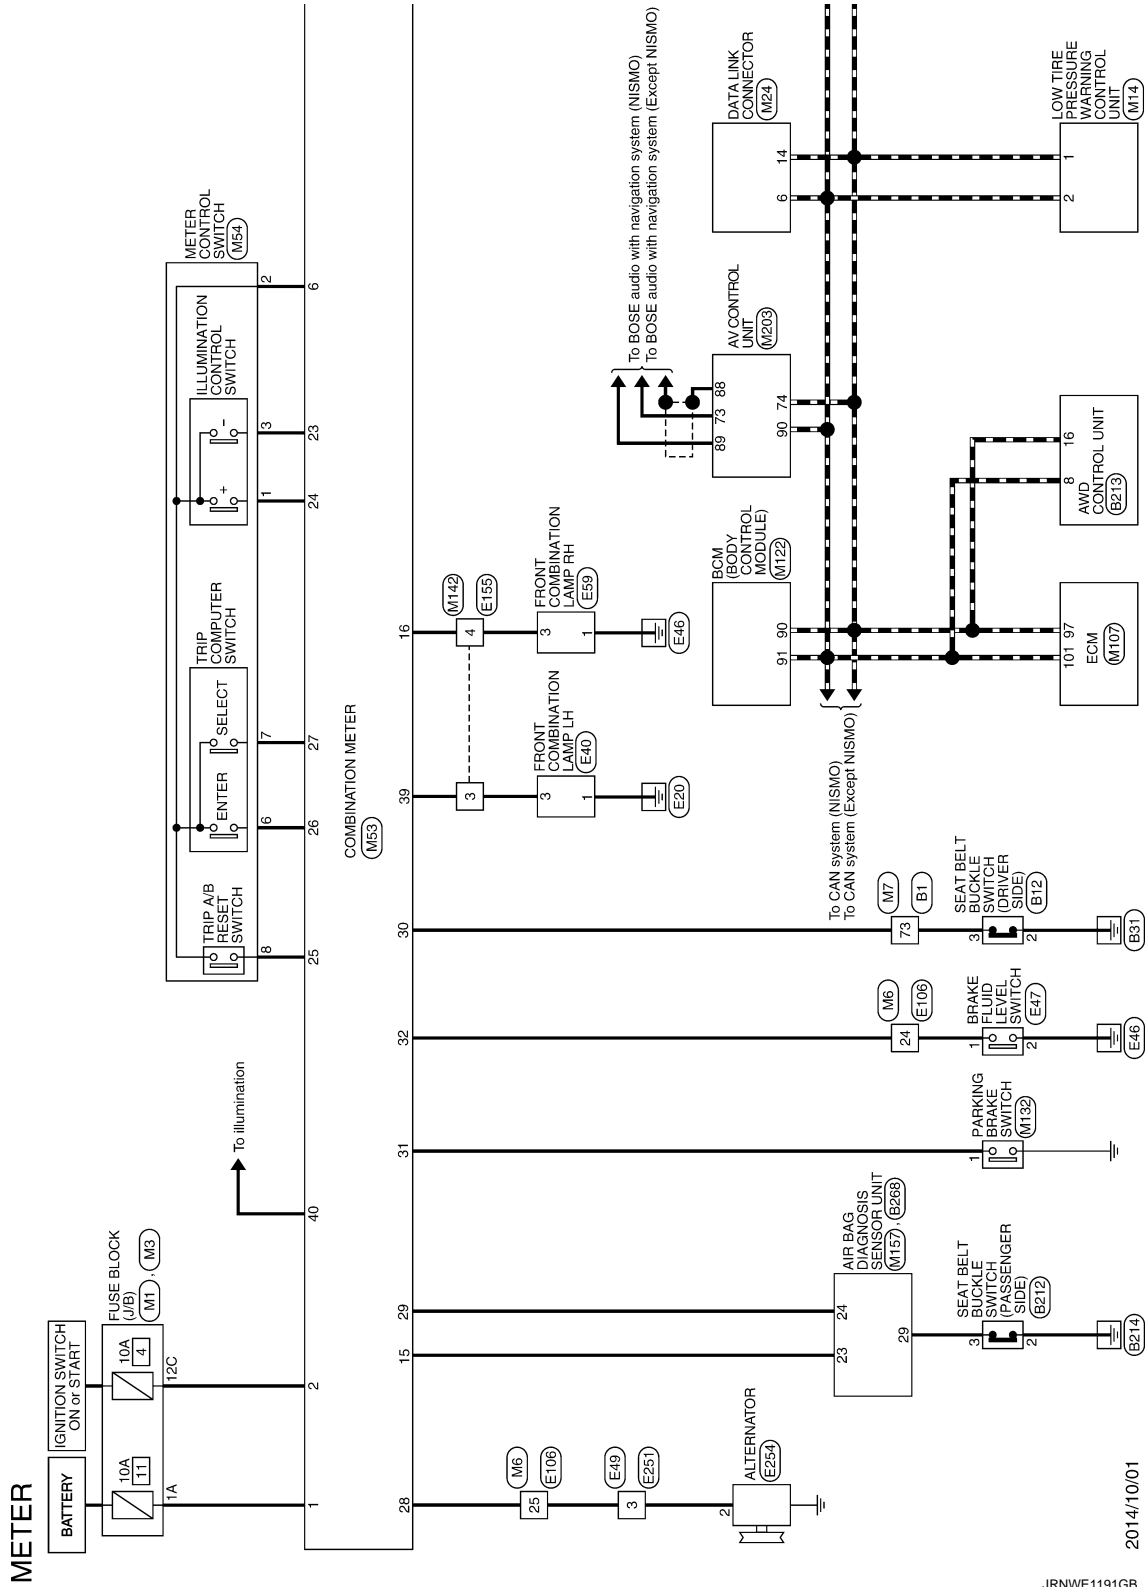 METER
BATTERY
IGNITION SWITCH
ON or START
10A
11
10A
4
FUSE BLOCK
(J/B)
M1 , M3
1A
12C
To illumination
METER
CONTROL
SWITCH
M54
TRIP A/B
RESET
SWITCH
TRIP
COMPUTER
SWITCH
ENTER
SELECT
ILLUMINATION
CONTROL
SWITCH
+
-
8
6
7
1
3
2
1
2
40
25
26
27
24
23
6
COMBINATION METER
M53
28
15
29
31
32
30
39
16
M6
25
E106
E49
3
E251
2
ALTERNATOR
E254
AIR BAG
DIAGNOSIS
SENSOR UNIT
M157 , B268
23
24
29
3
2
SEAT BELT
BUCKLE
SWITCH
(PASSENGER
SIDE)
B212
B214
1
PARKING
BRAKE
SWITCH
M132
M6
24
E106
1
2
BRAKE
FLUID
LEVEL
SWITCH
E47
E46
M7
73
B1
3
2
SEAT BELT
BUCKLE
SWITCH
(DRIVER
SIDE)
B12
B31
M142
E155
3
4
FRONT
COMBINATION
LAMP LH
E40
3
1
E20
FRONT
COMBINATION
LAMP RH
E59
3
1
E46
To CAN system (NISMO)
To CAN system (Except NISMO)
BCM
(BODY
CONTROL
MODULE)
M122
91
90
101
97
ECM
M107
8
16
AWD
CONTROL UNIT
B213
To BOSE audio with navigation system (NISMO)
To BOSE audio with navigation system (Except NISMO)
89
73
88
AV CONTROL
UNIT
M203
90
74
DATA LINK
CONNECTOR
M24
6
14
2
1
LOW TIRE
PRESSURE
WARNING
CONTROL
UNIT
M14
2014/10/01
JRNWE1191GB